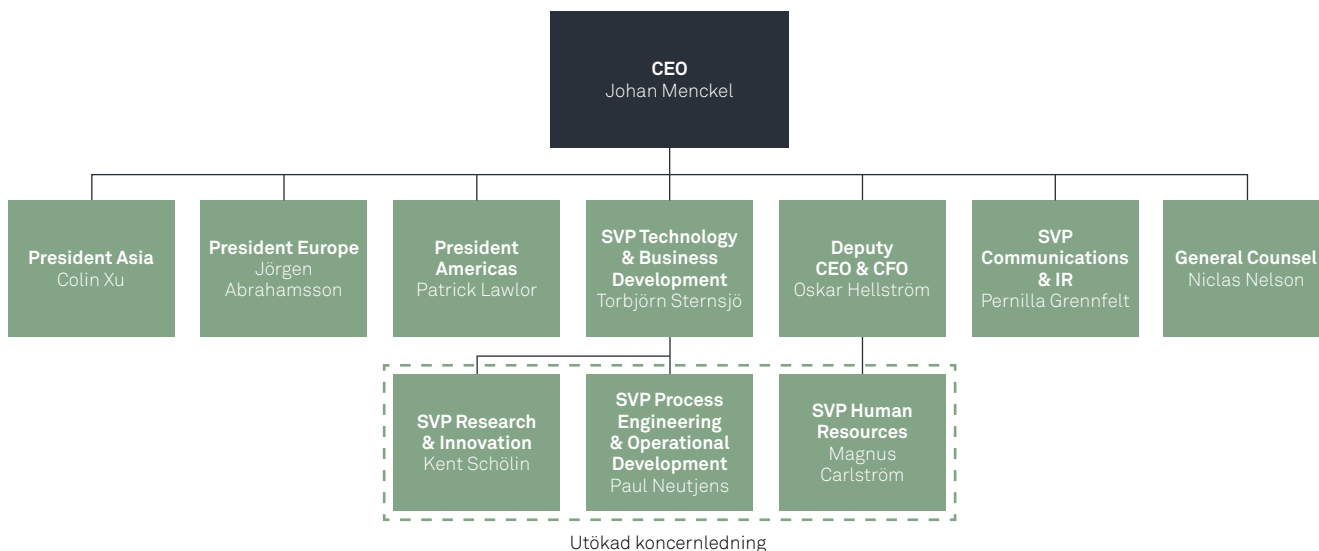 CEO
Johan Menckel
President Asia
Colin Xu
President Europe
Jörgen
Abrahamsson
President
Americas
Patrick Lawlor
SVP Technology
& Business
Development
Torbjörn Sternsjö
Deputy
CEO & CFO
Oskar Hellström
SVP
Communications
& IR
Pernilla Grennfelt
General Counsel
Niclas Nelson
SVP Research
& Innovation
Kent Schölin
SVP Process
Engineering
& Operational
Development
Paul Neutjens
SVP Human
Resources
Magnus
Carlström
Utökad koncernledning